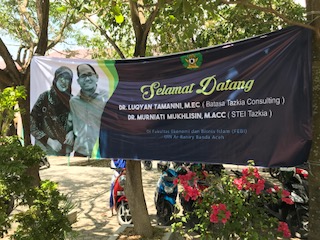 Selamat Datang
DR. LUQYAN TAMANNI, M.EC ( Batasa Tazkia Consulting )
DR. MURNIATI MUKHLISIN, M.ACC ( STEI Tazkia )
Di Fakultas Ekonomi dan Bisnis Islam (FEBI)
UIN Ar Raniry Banda Aceh